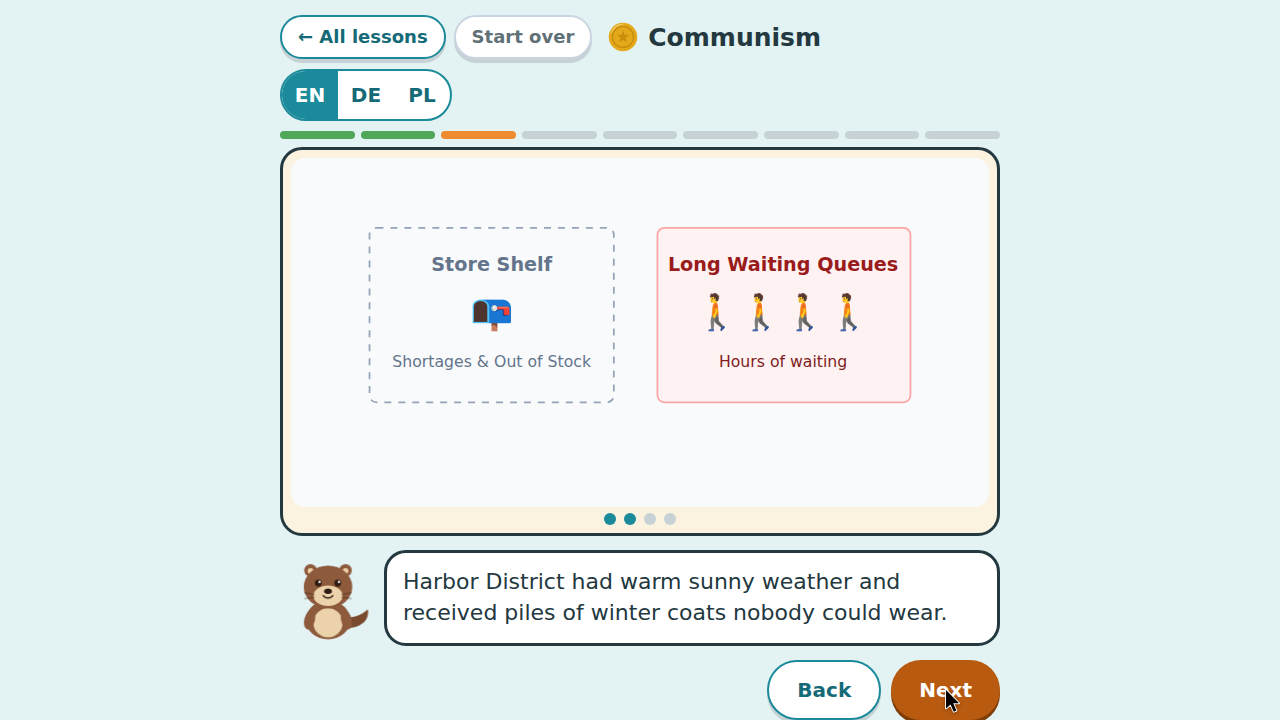 ← All lessons
Start over
Communism
EN DE PL
Store Shelf
Shortages & Out of Stock
Long Waiting Queues
Hours of waiting
Harbor District had warm sunny weather and
received piles of winter coats nobody could wear.
Back
Next